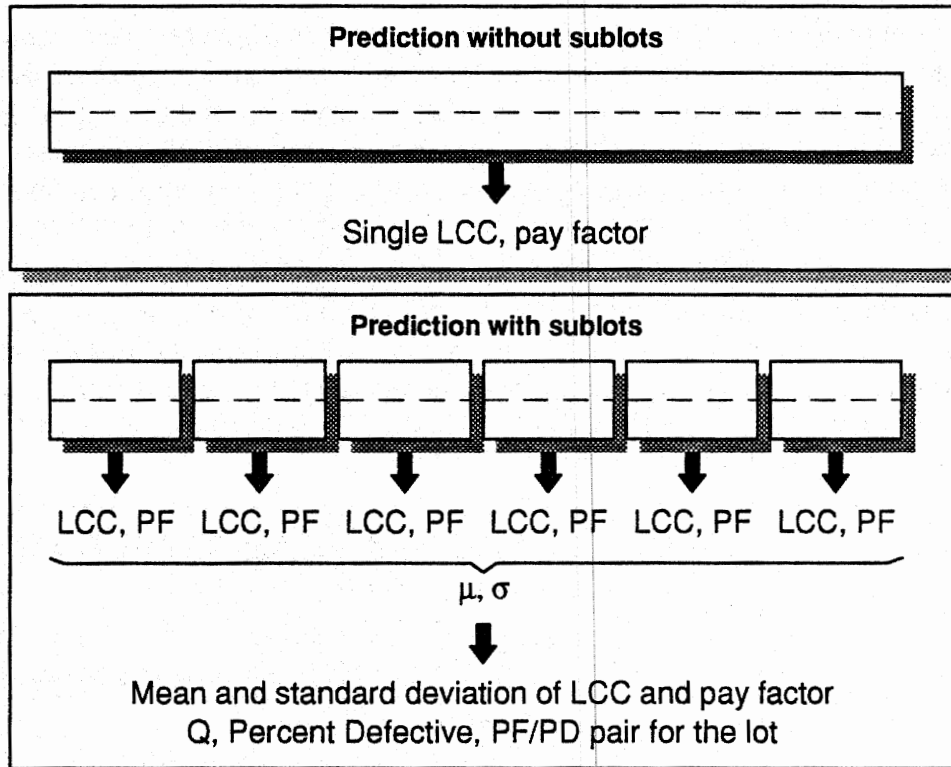 Prediction without sublots
Single LCC, pay factor
Prediction with sublots
LCC, PF LCC, PF LCC, PF LCC, PF LCC, PF LCC, PF
μ, σ
Mean and standard deviation of LCC and pay factor
Q, Percent Defective, PF/PD pair for the lot